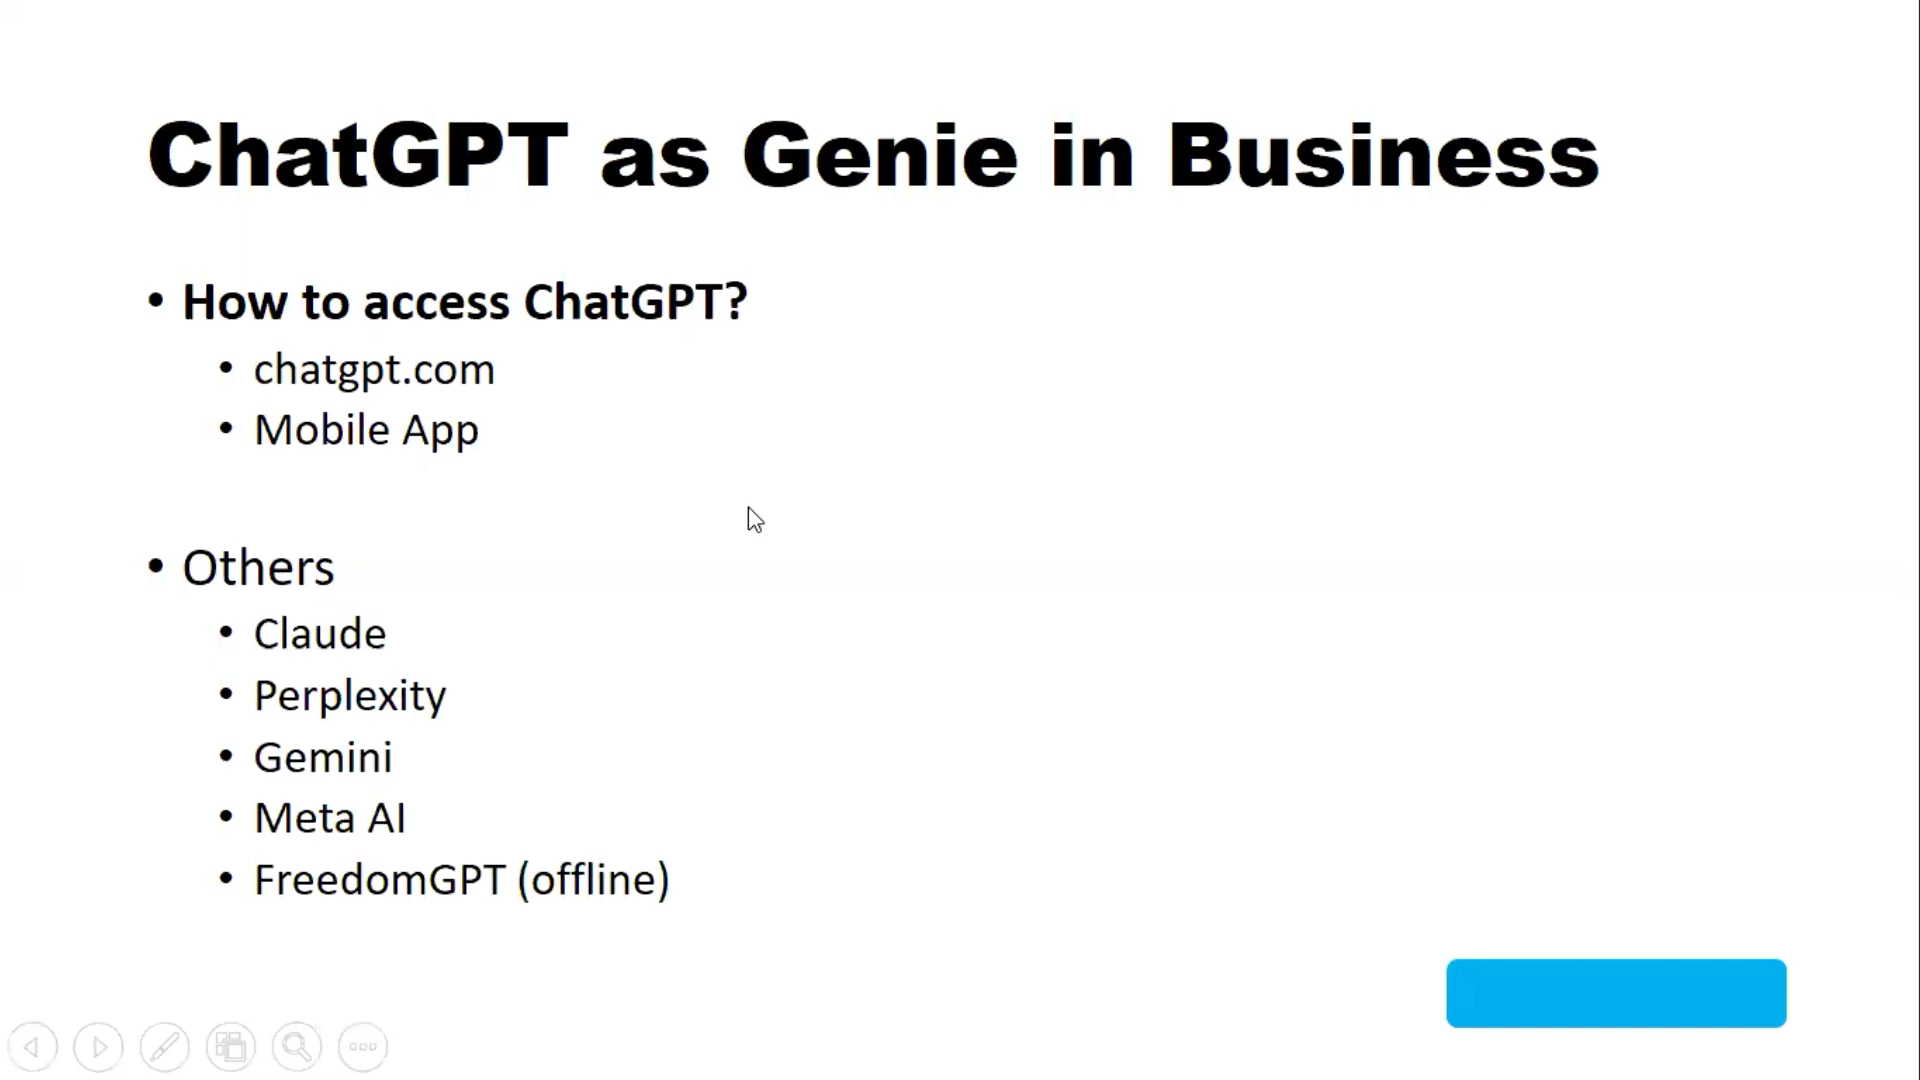 ChatGPT as Genie in Business
• How to access ChatGPT?
• chatgpt.com
• Mobile App
• Others
• Claude
• Perplexity
• Gemini
• Meta AI
• FreedomGPT (offline)